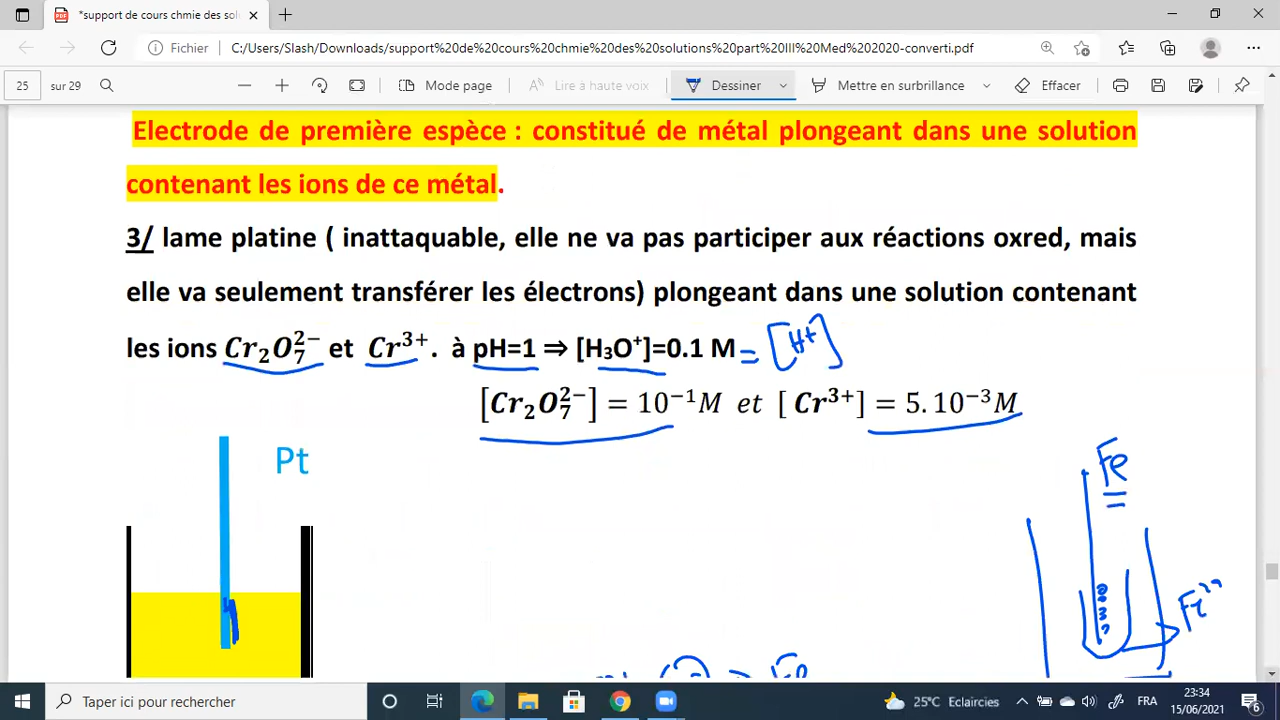 *support de cours chmie des sol
Fichier
C:/Users/Slash/Downloads/support%20de%20cours%20chmie%20des%20solutions%20part%20III%20Med%202020-converti.pdf
25 sur 29
Mode page
Lire à haute voix
Dessiner
Mettre en surbrillance
Effacer
Electrode de première espèce : constitué de métal plongeant dans une solution
contenant les ions de ce métal.
3/ lame platine ( inattaquable, elle ne va pas participer aux réactions oxred, mais
elle va seulement transférer les électrons) plongeant dans une solution contenant
les ions Cr₂O₇²⁻ et Cr³⁺. à pH=1 ⇒ [H₃O⁺]=0.1 M = [H+]
[Cr₂O₇²⁻] = 10⁻¹M et [ Cr³⁺] = 5. 10⁻³M
Pt
Fe
Taper ici pour rechercher
25°C Eclaircies
FRA
23:34
15/06/2021
6